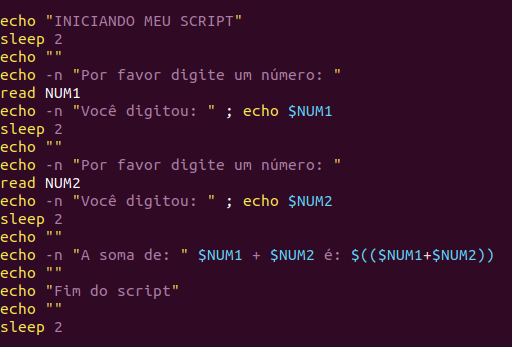 echo "INICIANDO MEU SCRIPT"
sleep 2
echo ""
echo -n "Por favor digite um número: "
read NUM1
echo -n "Você digitou: " ; echo $NUM1
sleep 2
echo ""
echo -n "Por favor digite um número: "
read NUM2
echo -n "Você digitou: " ; echo $NUM2
sleep 2
echo ""
echo -n "A soma de: " $NUM1 + $NUM2 é: $(($NUM1+$NUM2))
echo ""
echo "Fim do script"
echo ""
sleep 2